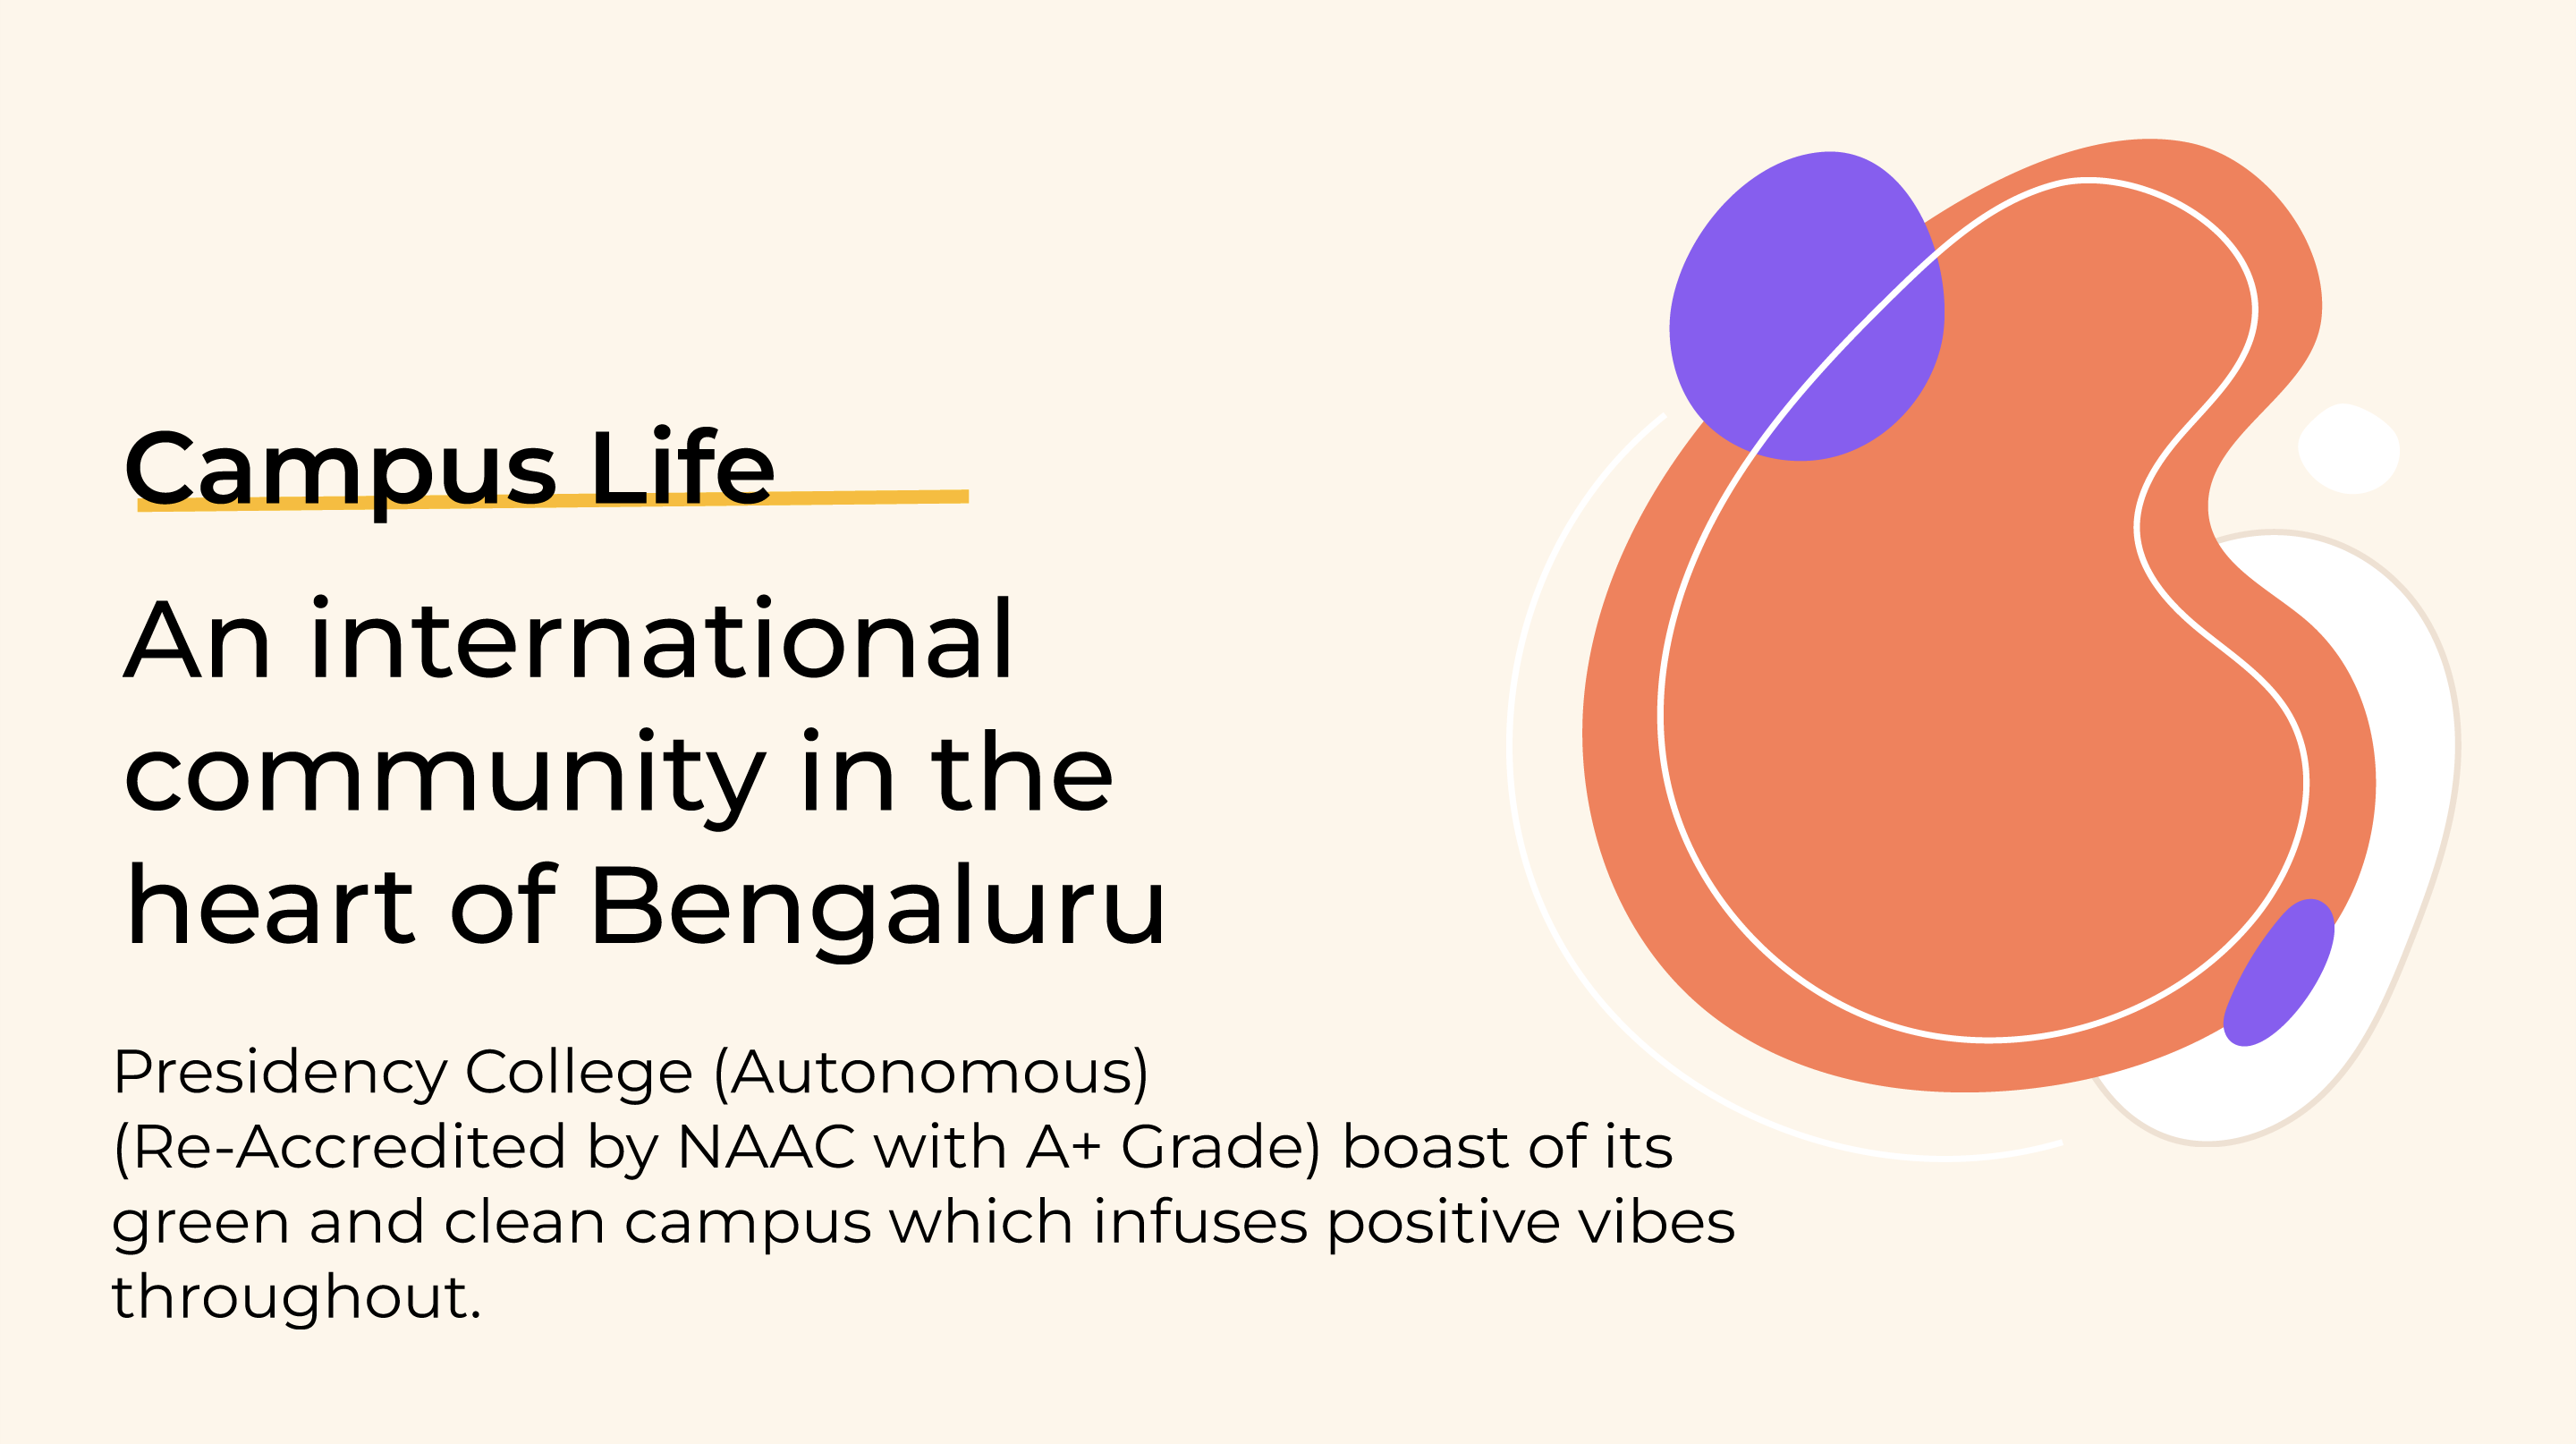 Campus Life
An international
community in the
heart of Bengaluru
Presidency College (Autonomous)
(Re-Accredited by NAAC with A+ Grade) boast of its
green and clean campus which infuses positive vibes
throughout.